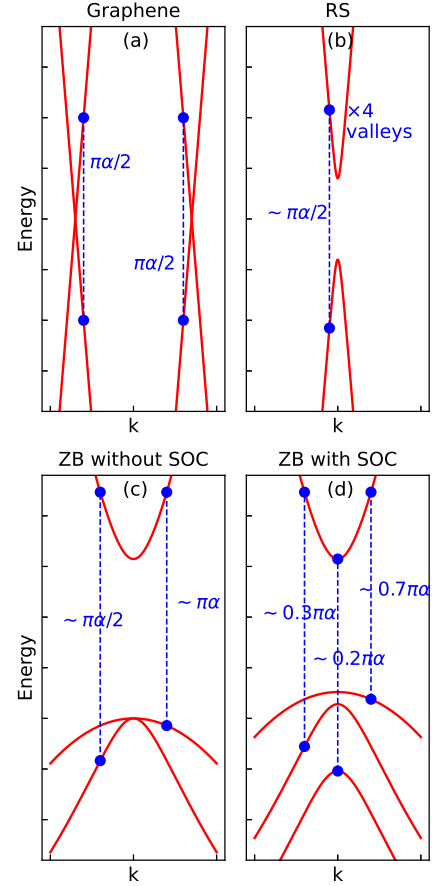 Graphene
RS
(a)
(b)
×4
valleys
πα/2
~ πα/2
πα/2
Energy
k
k
ZB without SOC
ZB with SOC
(c)
(d)
~ πα/2
~ πα
~ 0.3πα
~ 0.7πα
~ 0.2πα
Energy
k
k